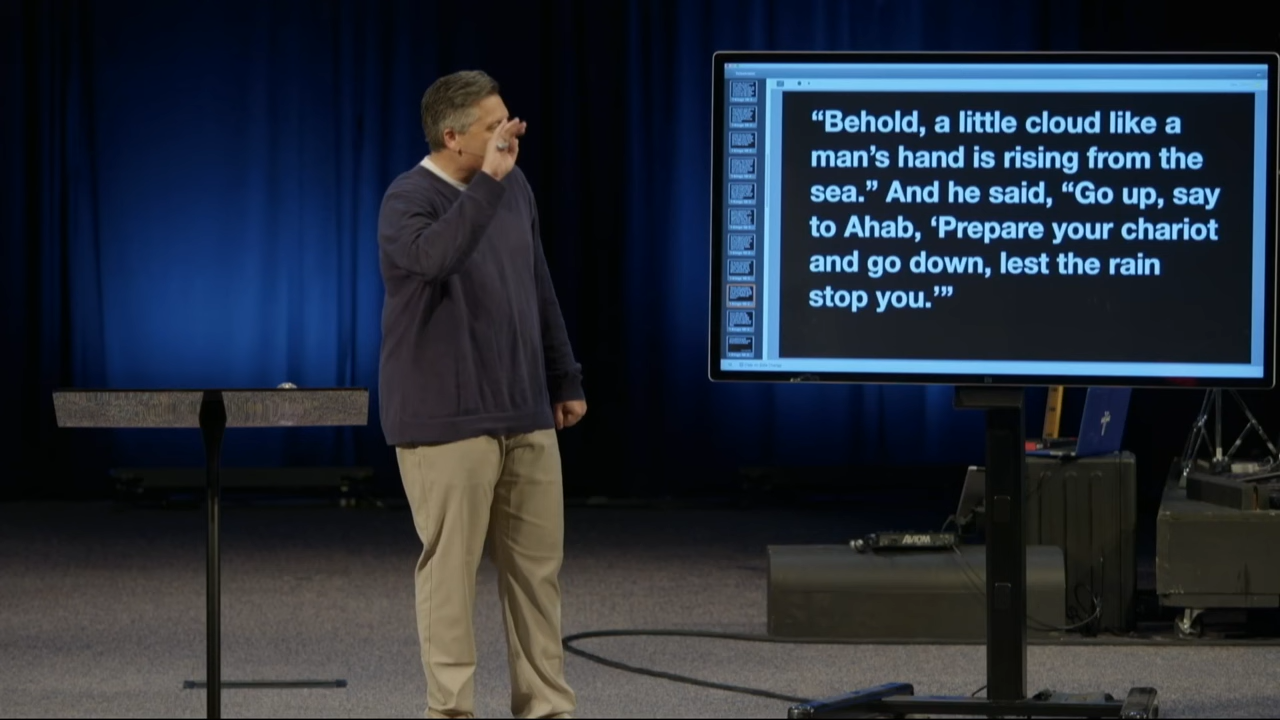 “Behold, a little cloud like a
man’s hand is rising from the
sea.” And he said, “Go up, say
to Ahab, ‘Prepare your chariot
and go down, lest the rain
stop you.’”
AVIOM